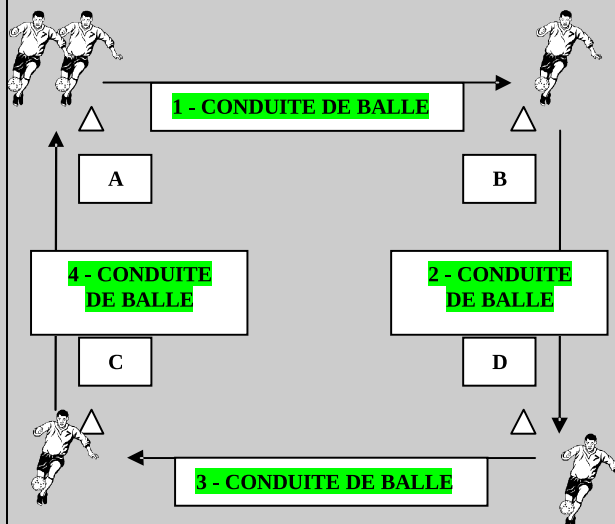 1 - CONDUITE DE BALLE
A
B
4 - CONDUITE
DE BALLE
2 - CONDUITE
DE BALLE
C
D
3 - CONDUITE DE BALLE